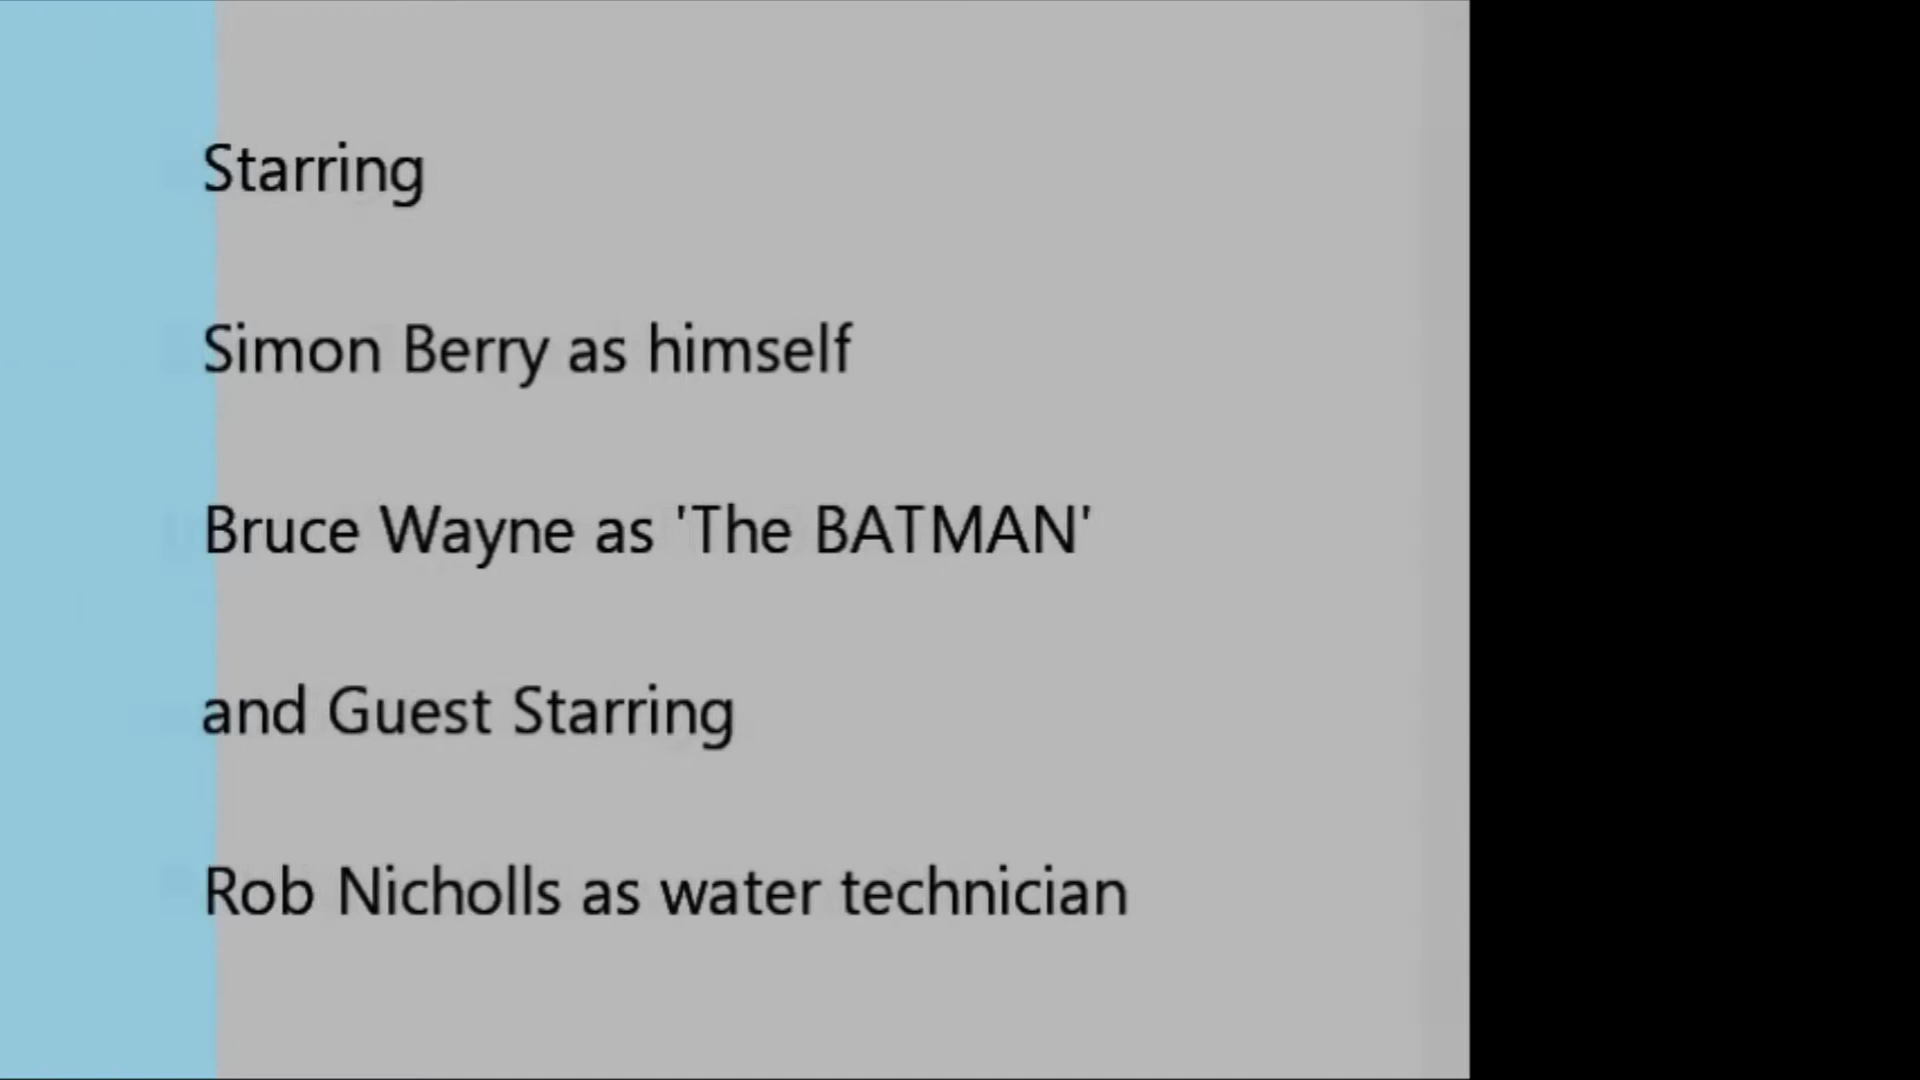 Starring
Simon Berry as himself
Bruce Wayne as 'The BATMAN'
and Guest Starring
Rob Nicholls as water technician